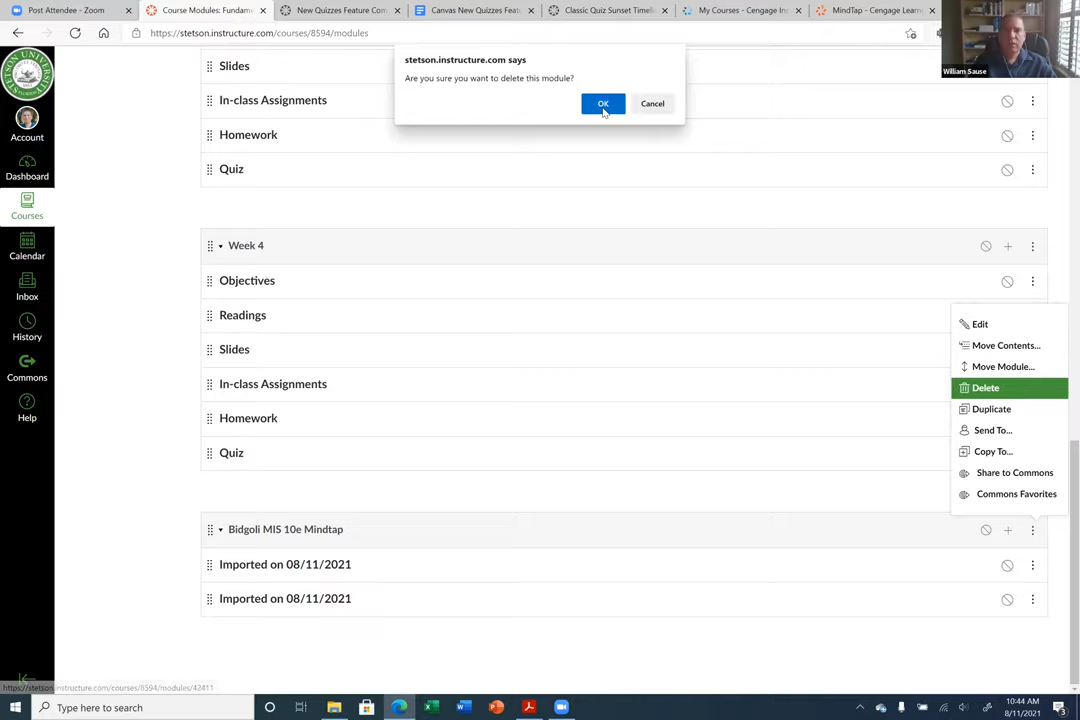 Post Attendee - Zoom
Course Modules: Fundam
New Quizzes Feature Com
Canvas New Quizzes Featu
Classic Quiz Sunset Timeli
My Courses - Cengage In
MindTap - Cengage Learn
https://stetson.instructure.com/courses/8594/modules
William Sause
stetson.instructure.com says
Are you sure you want to delete this module?
OK
Cancel
STETSON UNIVERSITY
Account
Dashboard
Courses
Calendar
Inbox
History
Commons
Help
Slides
In-class Assignments
Homework
Quiz
Week 4
Objectives
Readings
Slides
In-class Assignments
Homework
Quiz
Edit
Move Contents...
Move Module...
Delete
Duplicate
Send To...
Copy To...
Share to Commons
Commons Favorites
Bidgoli MIS 10e Mindtap
Imported on 08/11/2021
Imported on 08/11/2021
https://stetson.instructure.com/courses/8594/modules/42411
Type here to search
10:44 AM
8/11/2021
3